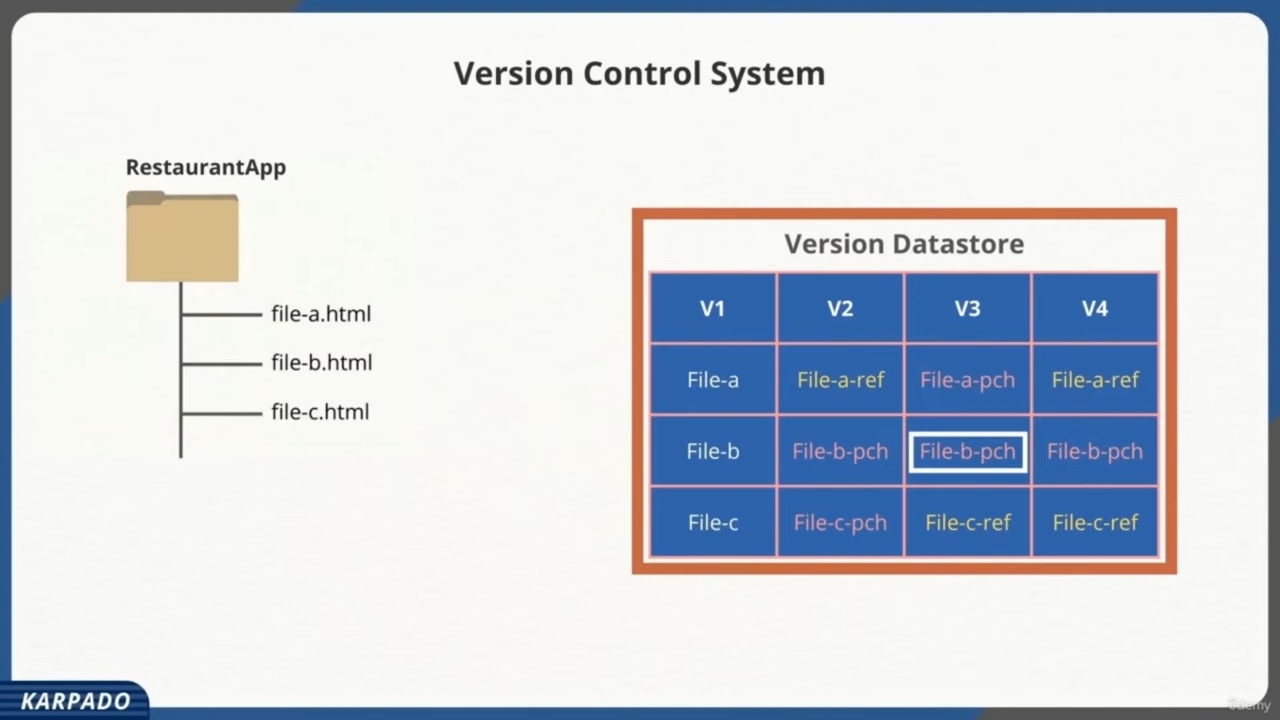 Version Control System
RestaurantApp
file-a.html
file-b.html
file-c.html
Version Datastore
V1 V2 V3 V4
File-a File-a-ref File-a-pch File-a-ref
File-b File-b-pch File-b-pch File-b-pch
File-c File-c-pch File-c-ref File-c-ref
KARPADO
ûdemy